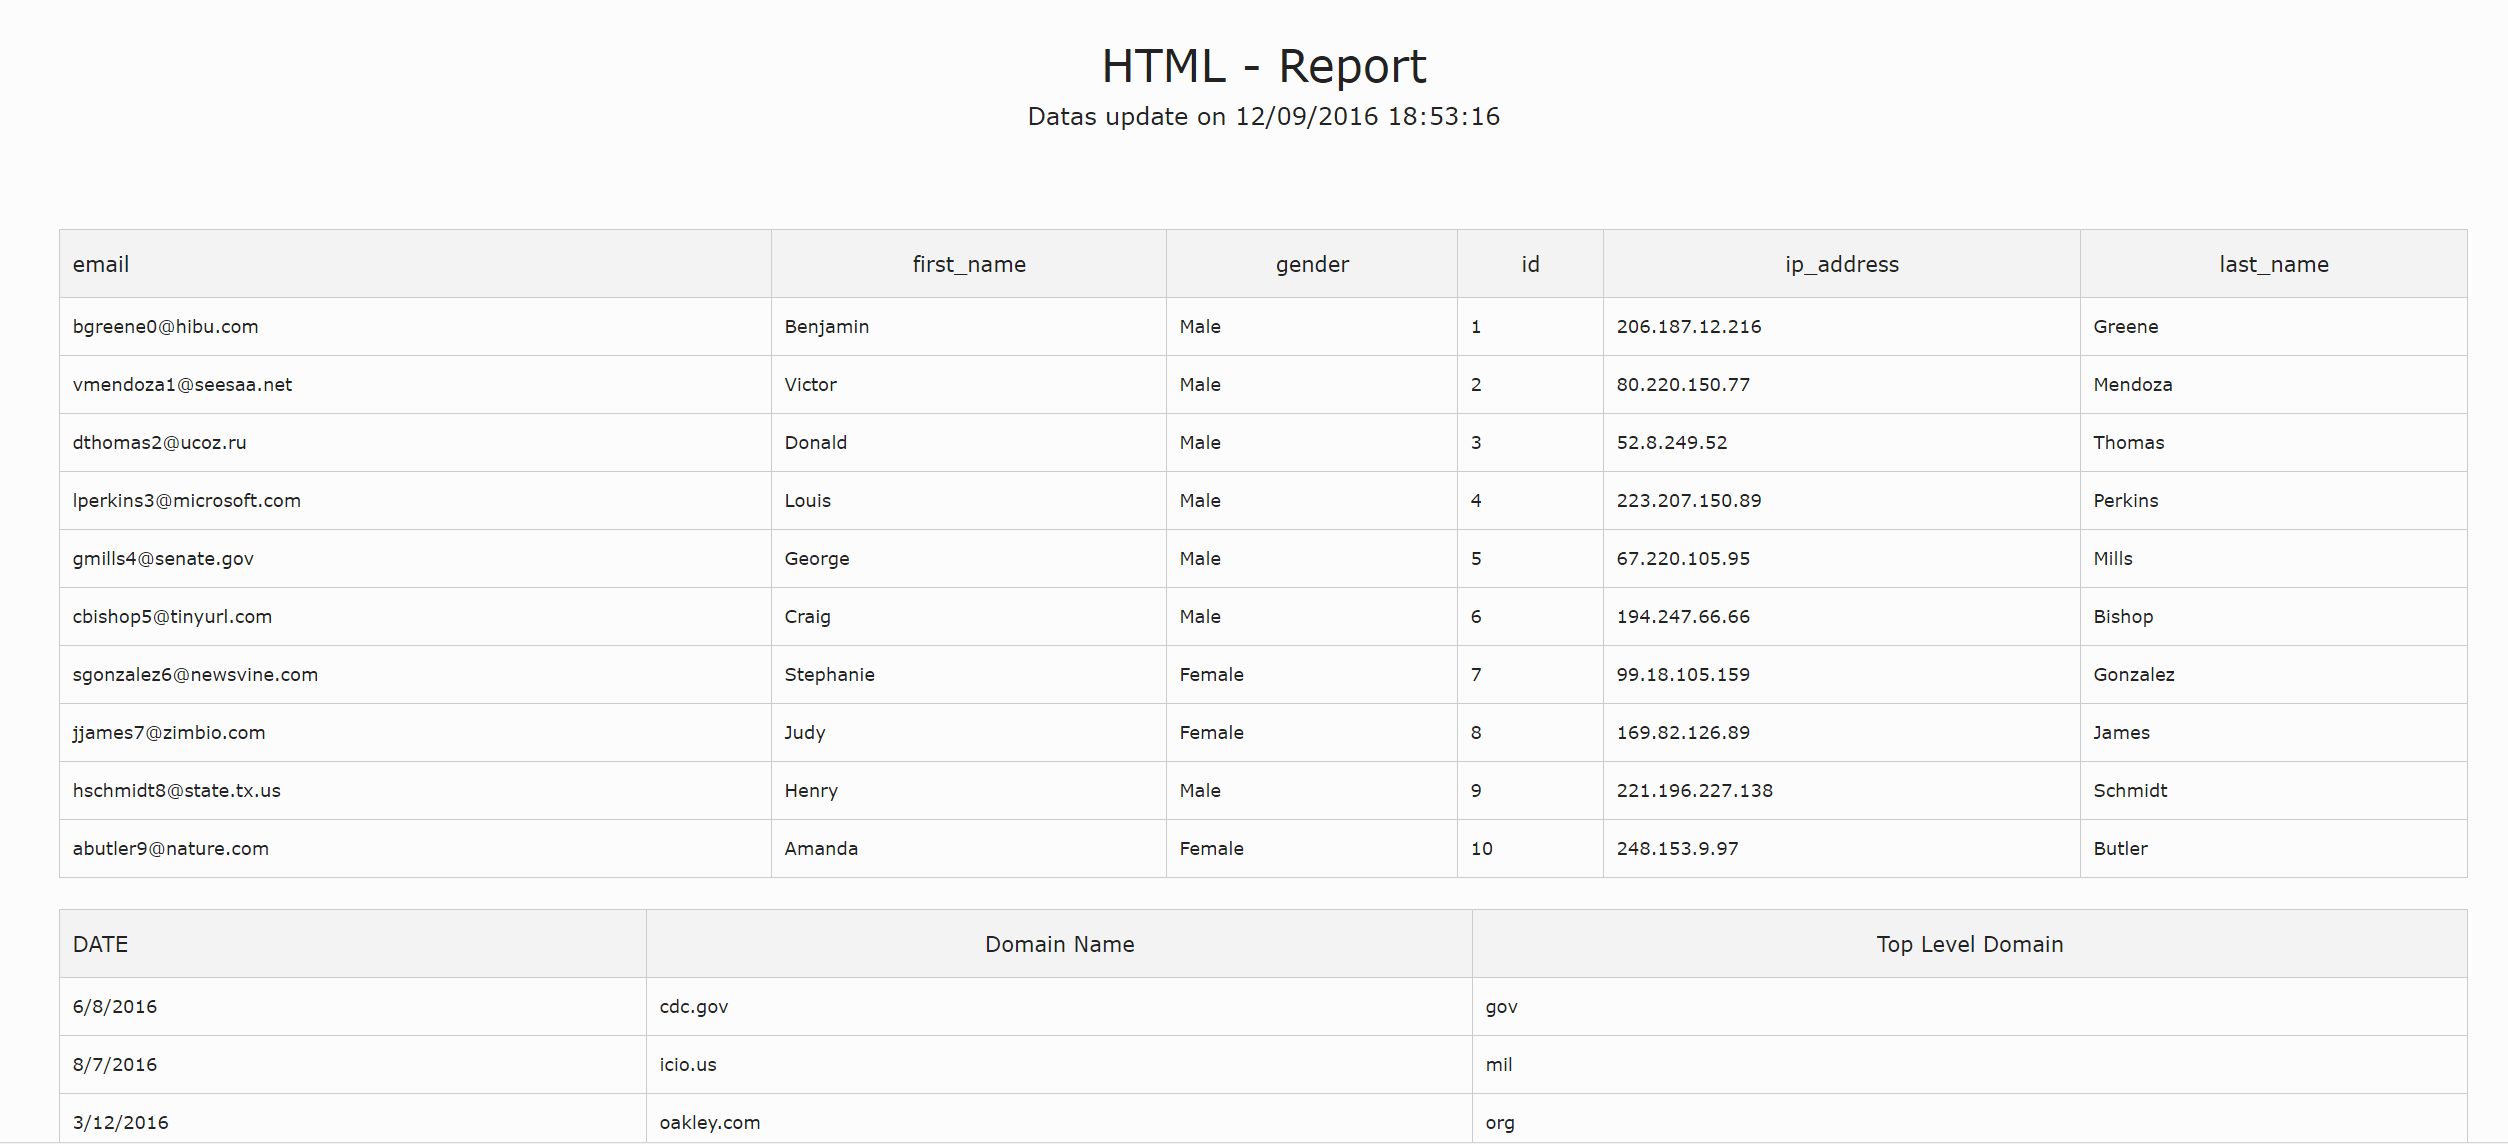 HTML - Report
Datas update on 12/09/2016 18:53:16
email first_name gender id ip_address last_name
bgreene0@hibu.com Benjamin Male 1 206.187.12.216 Greene
vmendoza1@seesaa.net Victor Male 2 80.220.150.77 Mendoza
dthomas2@ucoz.ru Donald Male 3 52.8.249.52 Thomas
lperkins3@microsoft.com Louis Male 4 223.207.150.89 Perkins
gmills4@senate.gov George Male 5 67.220.105.95 Mills
cbishop5@tinyurl.com Craig Male 6 194.247.66.66 Bishop
sgonzalez6@newsvine.com Stephanie Female 7 99.18.105.159 Gonzalez
jjames7@zimbio.com Judy Female 8 169.82.126.89 James
hschmidt8@state.tx.us Henry Male 9 221.196.227.138 Schmidt
abutler9@nature.com Amanda Female 10 248.153.9.97 Butler
DATE Domain Name Top Level Domain
6/8/2016 cdc.gov gov
8/7/2016 icio.us mil
3/12/2016 oakley.com org